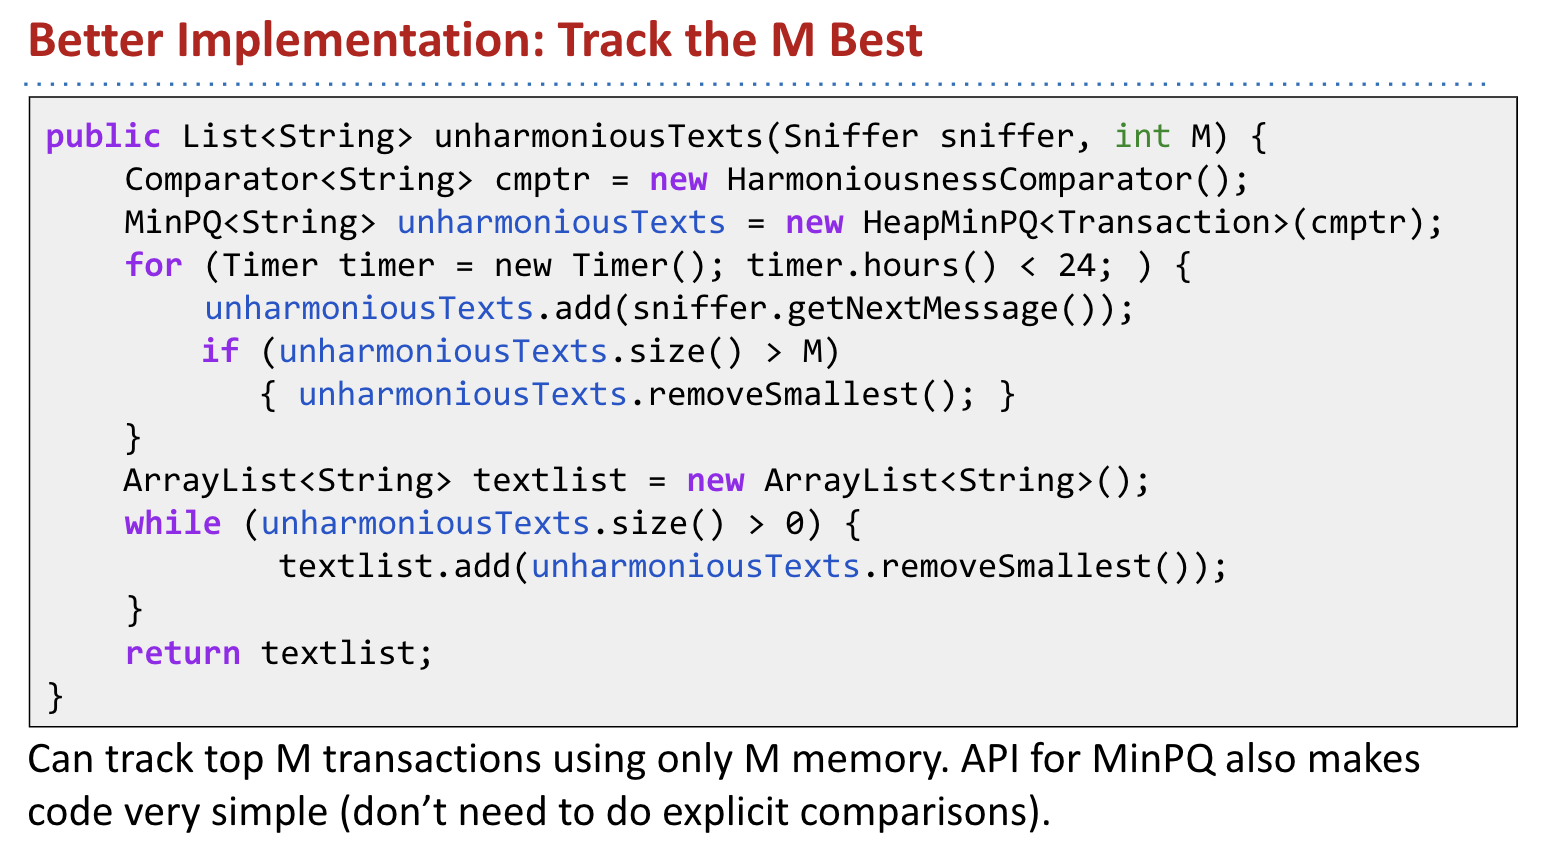 Better Implementation: Track the M Best
public List<String> unharmoniousTexts(Sniffer sniffer, int M) {
Comparator<String> cmptr = new HarmoniousnessComparator();
MinPQ<String> unharmoniousTexts = new HeapMinPQ<Transaction>(cmptr);
for (Timer timer = new Timer(); timer.hours() < 24; ) {
unharmoniousTexts.add(sniffer.getNextMessage());
if (unharmoniousTexts.size() > M)
{ unharmoniousTexts.removeSmallest(); }
}
ArrayList<String> textlist = new ArrayList<String>();
while (unharmoniousTexts.size() > 0) {
textlist.add(unharmoniousTexts.removeSmallest());
}
return textlist;
}
Can track top M transactions using only M memory. API for MinPQ also makes
code very simple (don’t need to do explicit comparisons).